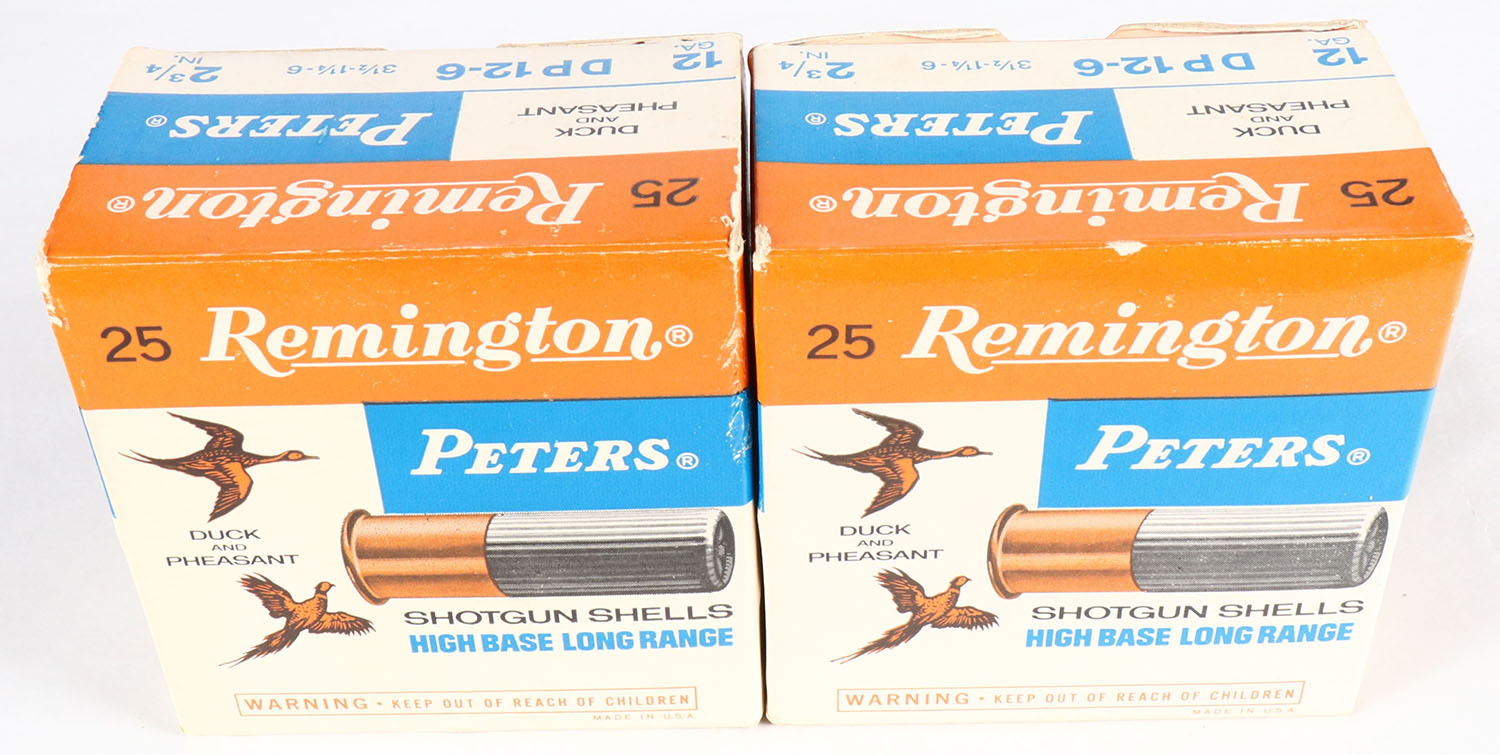 12 GA. DP12-6 3½-1¼-6 2¾ IN.
DUCK AND PHEASANT
PETERS®
25 Remington®
25 Remington®
PETERS®
DUCK
AND
PHEASANT
SHOTGUN SHELLS
HIGH BASE LONG RANGE
WARNING • KEEP OUT OF REACH OF CHILDREN
MADE IN U.S.A.
12 GA. DP12-6 3½-1¼-6 2¾ IN.
DUCK AND PHEASANT
PETERS®
25 Remington®
25 Remington®
PETERS®
DUCK
AND
PHEASANT
SHOTGUN SHELLS
HIGH BASE LONG RANGE
WARNING • KEEP OUT OF REACH OF CHILDREN
MADE IN U.S.A.